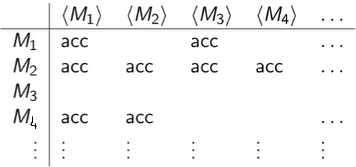 ⟨M₁⟩ ⟨M₂⟩ ⟨M₃⟩ ⟨M₄⟩ ...
M₁ acc acc ...
M₂ acc acc acc acc ...
M₃
M₄ acc acc ...
⋮ ⋮ ⋮ ⋮ ⋮ ⋮